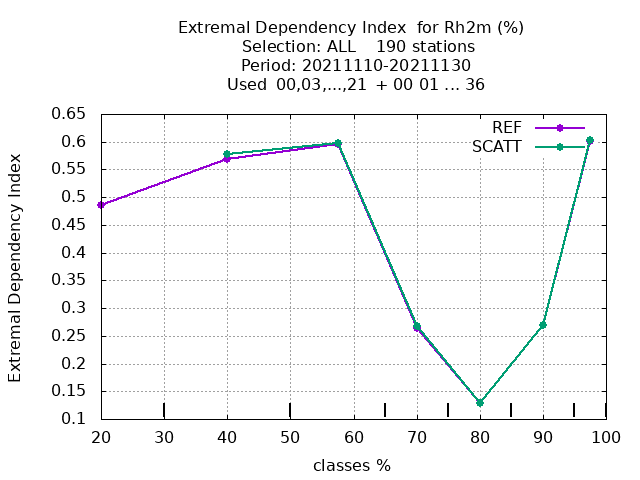 Extremal Dependency Index  for Rh2m (%)
Selection: ALL    190 stations
Period: 20211110-20211130
Used  00,03,...,21  + 00 01 ... 36
REF
SCATT
0.65
0.6
0.55
0.5
0.45
0.4
0.35
0.3
0.25
0.2
0.15
0.1
Extremal Dependency Index
20 30 40 50 60 70 80 90 100
classes %